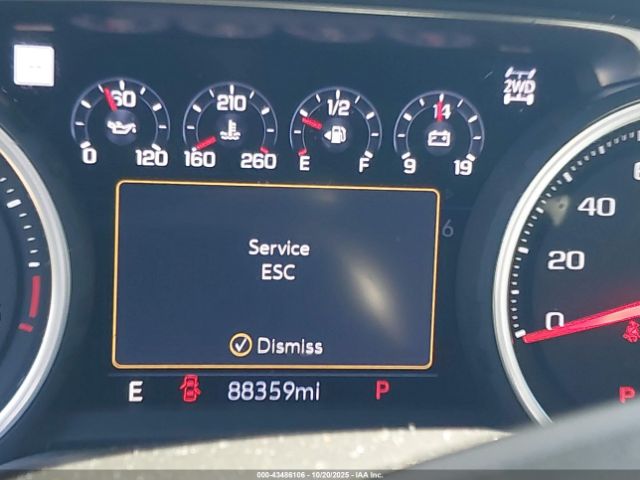 60
0 120
210
160 260
1/2
E F
14
9 19
2WD
6
Service
ESC
Dismiss
40
20
0
E 88359mi P
P
000-43486106 - 10/20/2025 - IAA Inc.